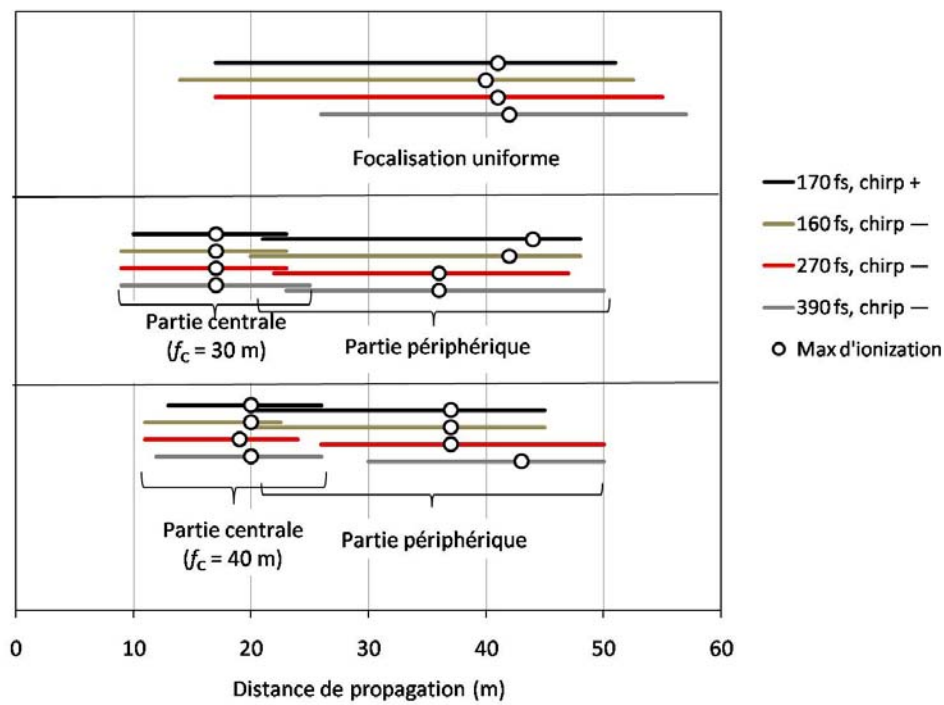 Focalisation uniforme
Partie centrale
(fC = 30 m)
Partie périphérique
Partie centrale
(fC = 40 m)
Partie périphérique
170 fs, chirp +
160 fs, chirp —
270 fs, chirp —
390 fs, chrip —
Max d'ionization
0 10 20 30 40 50 60
Distance de propagation (m)